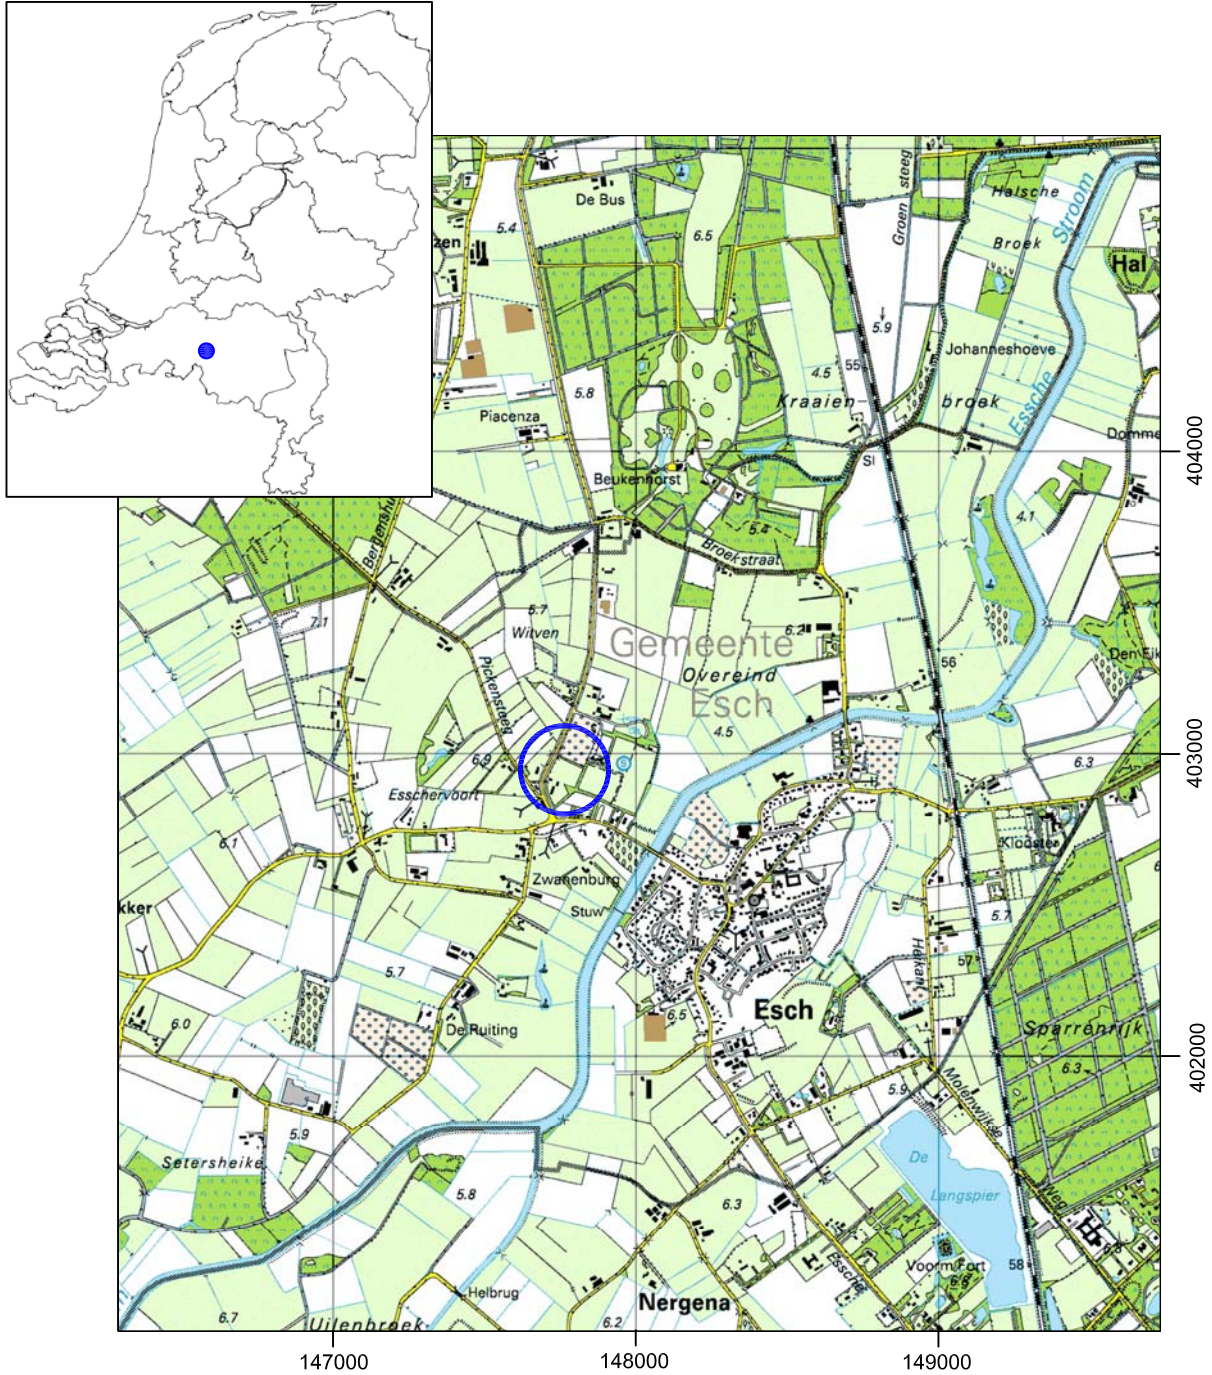 De Bus
Groen steeg
Halsche
Stroom
Broek
zen
5.4
6.5
Hal
5.9
Johanneshoeve
4.5
55
5.8
Kraaien
broek
Essche
Piacenza
Domme
404000
SI
Beukenhorst
4.1
5.4
Broekstraat
5.7
7.1
Witven
Gemeente
6.2
Pickensteeg
56
Overeind
Esch
4.5
403000
6.9
S
6.3
Esschervoort
6.1
Klooster
Zwanenburg
kker
Stuw
5.7
5.7
57
Esch
6.5
6.0
De Ruiting
Sparrenrijk
402000
6.3
Molenwijkse
5.9
5.9
De
Setersheike
5.8
Langspier
Weg
6.3
Essche
Voorm Fort
58
6.6
Helbrug
Nergena
6.7
Uilenbroek
6.2
147000
148000
149000